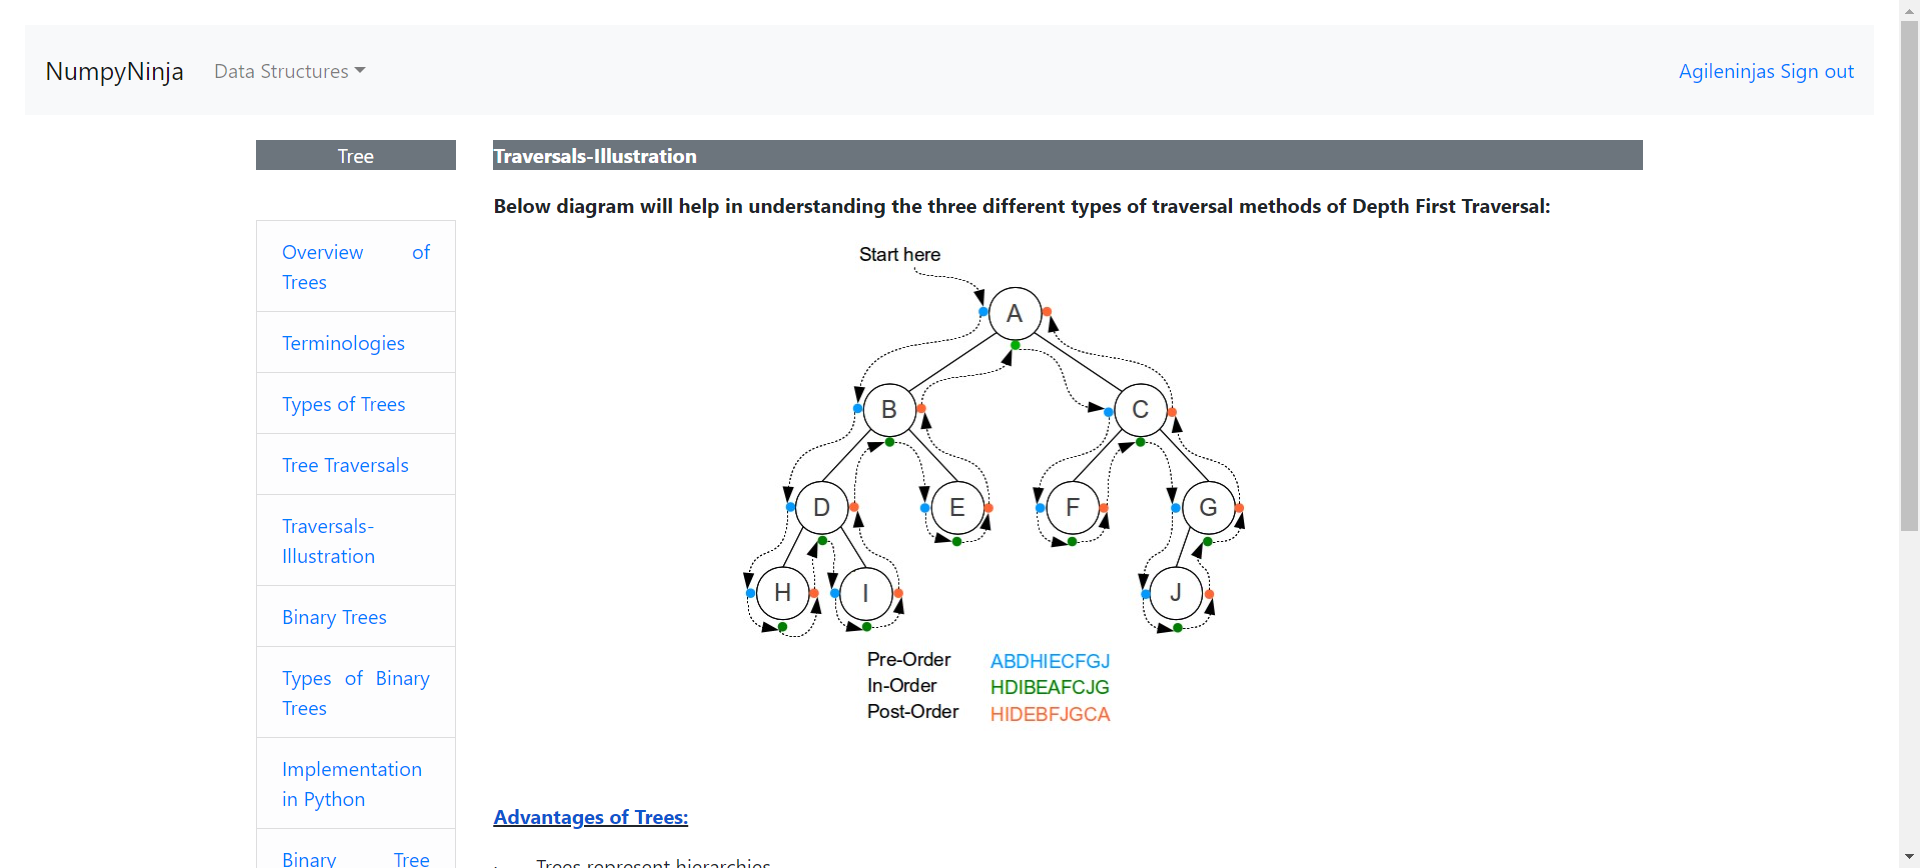 NumpyNinja Data Structures Agileninjas Sign out
Tree
Overview of
Trees
Terminologies
Types of Trees
Tree Traversals
Traversals-
Illustration
Binary Trees
Types of Binary
Trees
Implementation
in Python
Binary Tree
Traversals-Illustration
Below diagram will help in understanding the three different types of traversal methods of Depth First Traversal:
Start here
A
B C
D E F G
H I J
Pre-Order ABDHIECFGJ
In-Order HDIBEAFCJG
Post-Order HIDEBFJGCA
Advantages of Trees:
Trees represent hierarchies